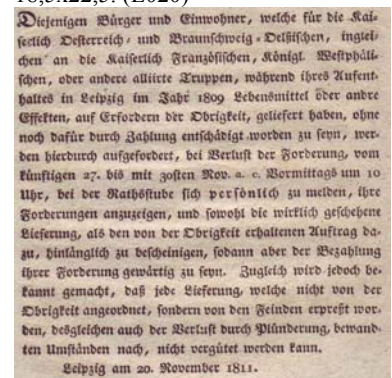 18,5x22,5. (L020)
Diejenigen Bürger und Einwohner, welche für die Kai-
serlich Oesterreich- und Braunschweig-Oelßischen, inglei-
chen an die Kaiserlich Französischen, Königl. Westphäli-
schen, oder andere alliirte Truppen, während ihres Aufent-
haltes in Leipzig im Jahr 1809 Lebensmittel oder andre
Effekten, auf Erfordern der Obrigkeit, geliefert haben, ohne
noch dafür durch Zahlung entschädigt worden zu seyn, wer-
den hierdurch aufgefordert, bei Verlust der Forderung, vom
künftigen 27. bis mit 30sten Nov. a. c. Vormittags um 10
Uhr, bei der Rathsstube sich persönlich zu melden, ihre
Forderungen anzuzeigen, und sowohl die wirklich geschehene
Lieferung, als den von der Obrigkeit erhaltenen Auftrag da-
zu, hinlänglich zu bescheinigen, sodann aber der Bezahlung
ihrer Forderung gewärtig zu seyn. Zugleich wird jedoch be-
kannt gemacht, daß jede Lieferung, welche nicht von der
Obrigkeit angeordnet, sondern von den Feinden erpreßt wor-
den, desgleichen auch der Verlust durch Plünderung, bewand-
ten Umständen nach, nicht vergütet werden kann.
Leipzig am 20. November 1811.